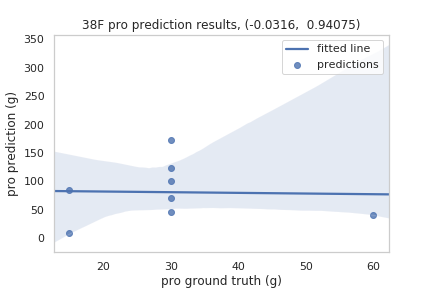 38F pro prediction results, (-0.0316,  0.94075)
350
300
250
200
150
100
50
0
pro prediction (g)
fitted line
predictions
20
30
40
50
60
pro ground truth (g)